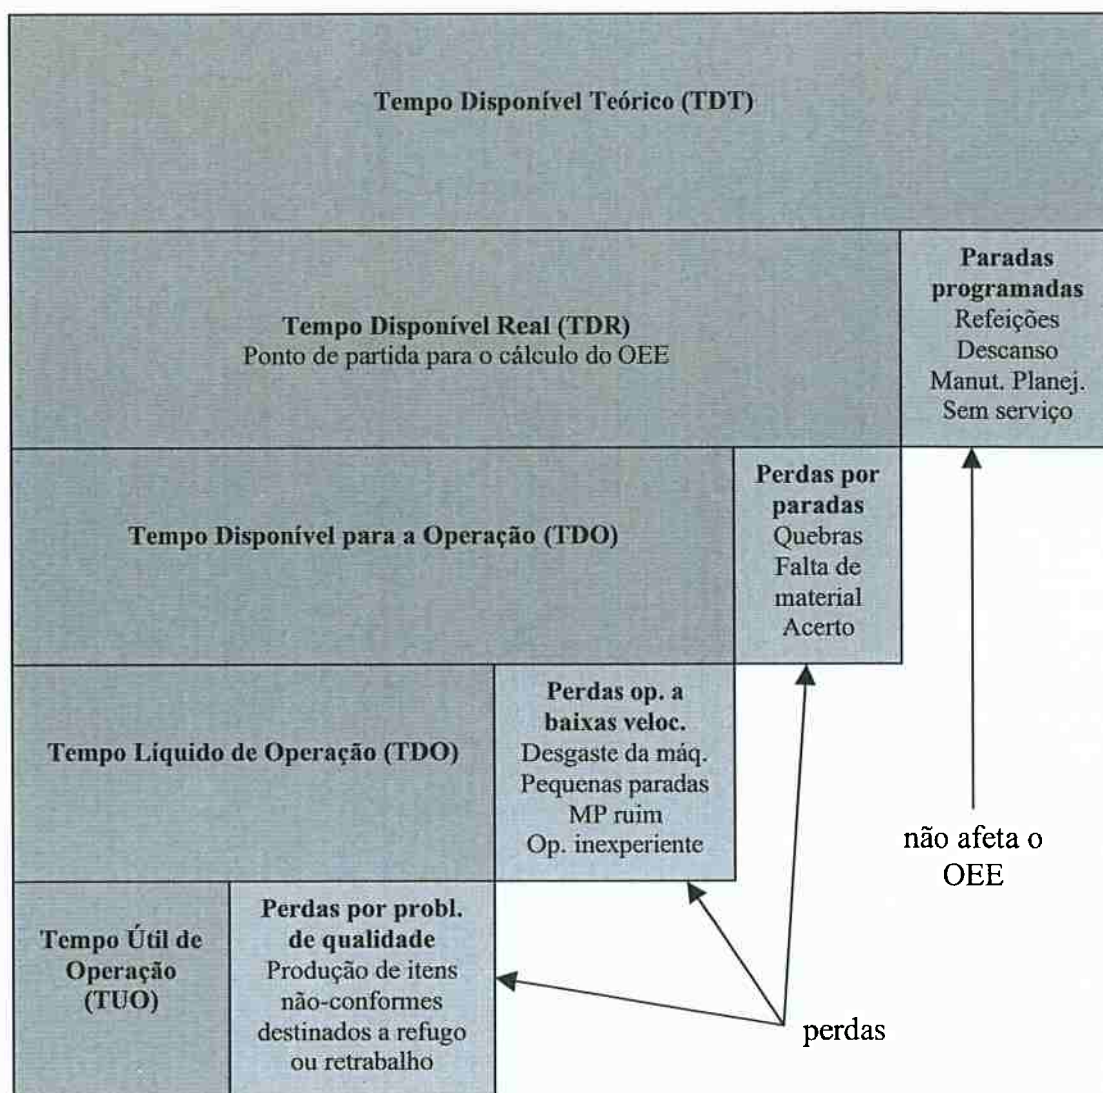 Tempo Disponível Teórico (TDT)
Tempo Disponível Real (TDR)
Ponto de partida para o cálculo do OEE
Paradas
programadas
Refeições
Descanso
Manut. Planej.
Sem serviço
Tempo Disponível para a Operação (TDO)
Perdas por
paradas
Quebras
Falta de
material
Acerto
Tempo Líquido de Operação (TDO)
Perdas op. a
baixas veloc.
Desgaste da máq.
Pequenas paradas
MP ruim
Op. inexperiente
não afeta o
OEE
Tempo Útil de
Operação
(TUO)
Perdas por probl.
de qualidade
Produção de itens
não-conformes
destinados a refugo
ou retrabalho
perdas